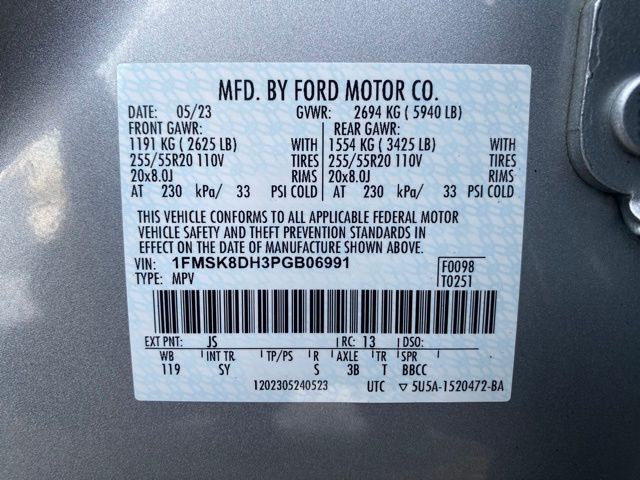 MFD. BY FORD MOTOR CO.
DATE: 05/23 GVWR: 2694 KG ( 5940 LB)
FRONT GAWR: REAR GAWR:
1191 KG ( 2625 LB) WITH 1554 KG ( 3425 LB) WITH
255/55R20 110V TIRES 255/55R20 110V TIRES
20x8.0J RIMS 20x8.0J RIMS
AT 230 kPa/ 33 PSI COLD AT 230 kPa/ 33 PSI COLD
THIS VEHICLE CONFORMS TO ALL APPLICABLE FEDERAL MOTOR
VEHICLE SAFETY AND THEFT PREVENTION STANDARDS IN
EFFECT ON THE DATE OF MANUFACTURE SHOWN ABOVE.
VIN: 1FMSK8DH3PGB06991 F0098
TYPE: MPV T0251
EXT PNT: JS RC: 13 DSO:
WB INT TR. TP/PS R AXLE TR SPR
119 SY S 3B T BBCC
1202305240523 UTC ▽ 5U5A-1520472-BA